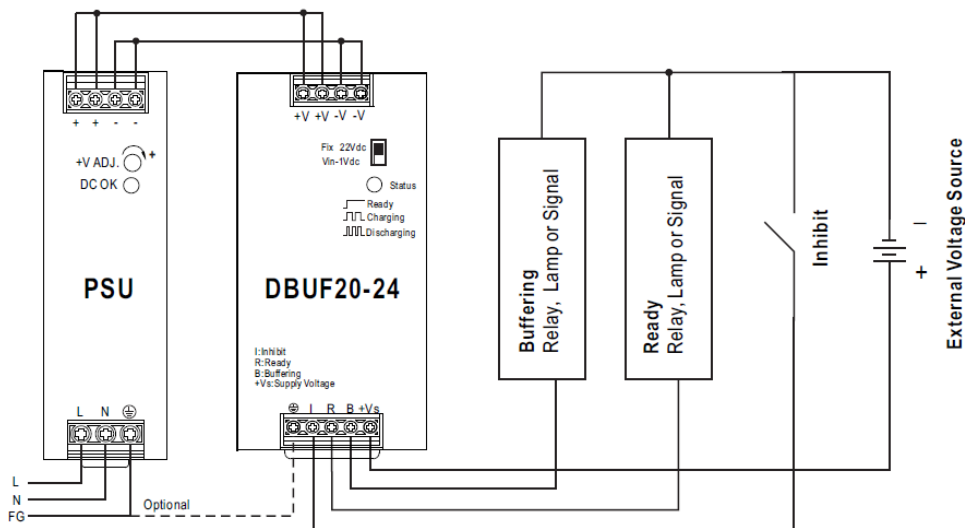 + + - -
+V ADJ.
+
DC OK
PSU
L N
L
N
FG
Optional
+V +V -V -V
Fix 22Vdc
Vin-1Vdc
Status
Ready
Charging
Discharging
DBUF20-24
I:Inhibit
R:Ready
B:Buffering
+Vs:Supply Voltage
I R B +Vs
Buffering
Relay, Lamp or Signal
Ready
Relay, Lamp or Signal
Inhibit
−
+
External Voltage Source